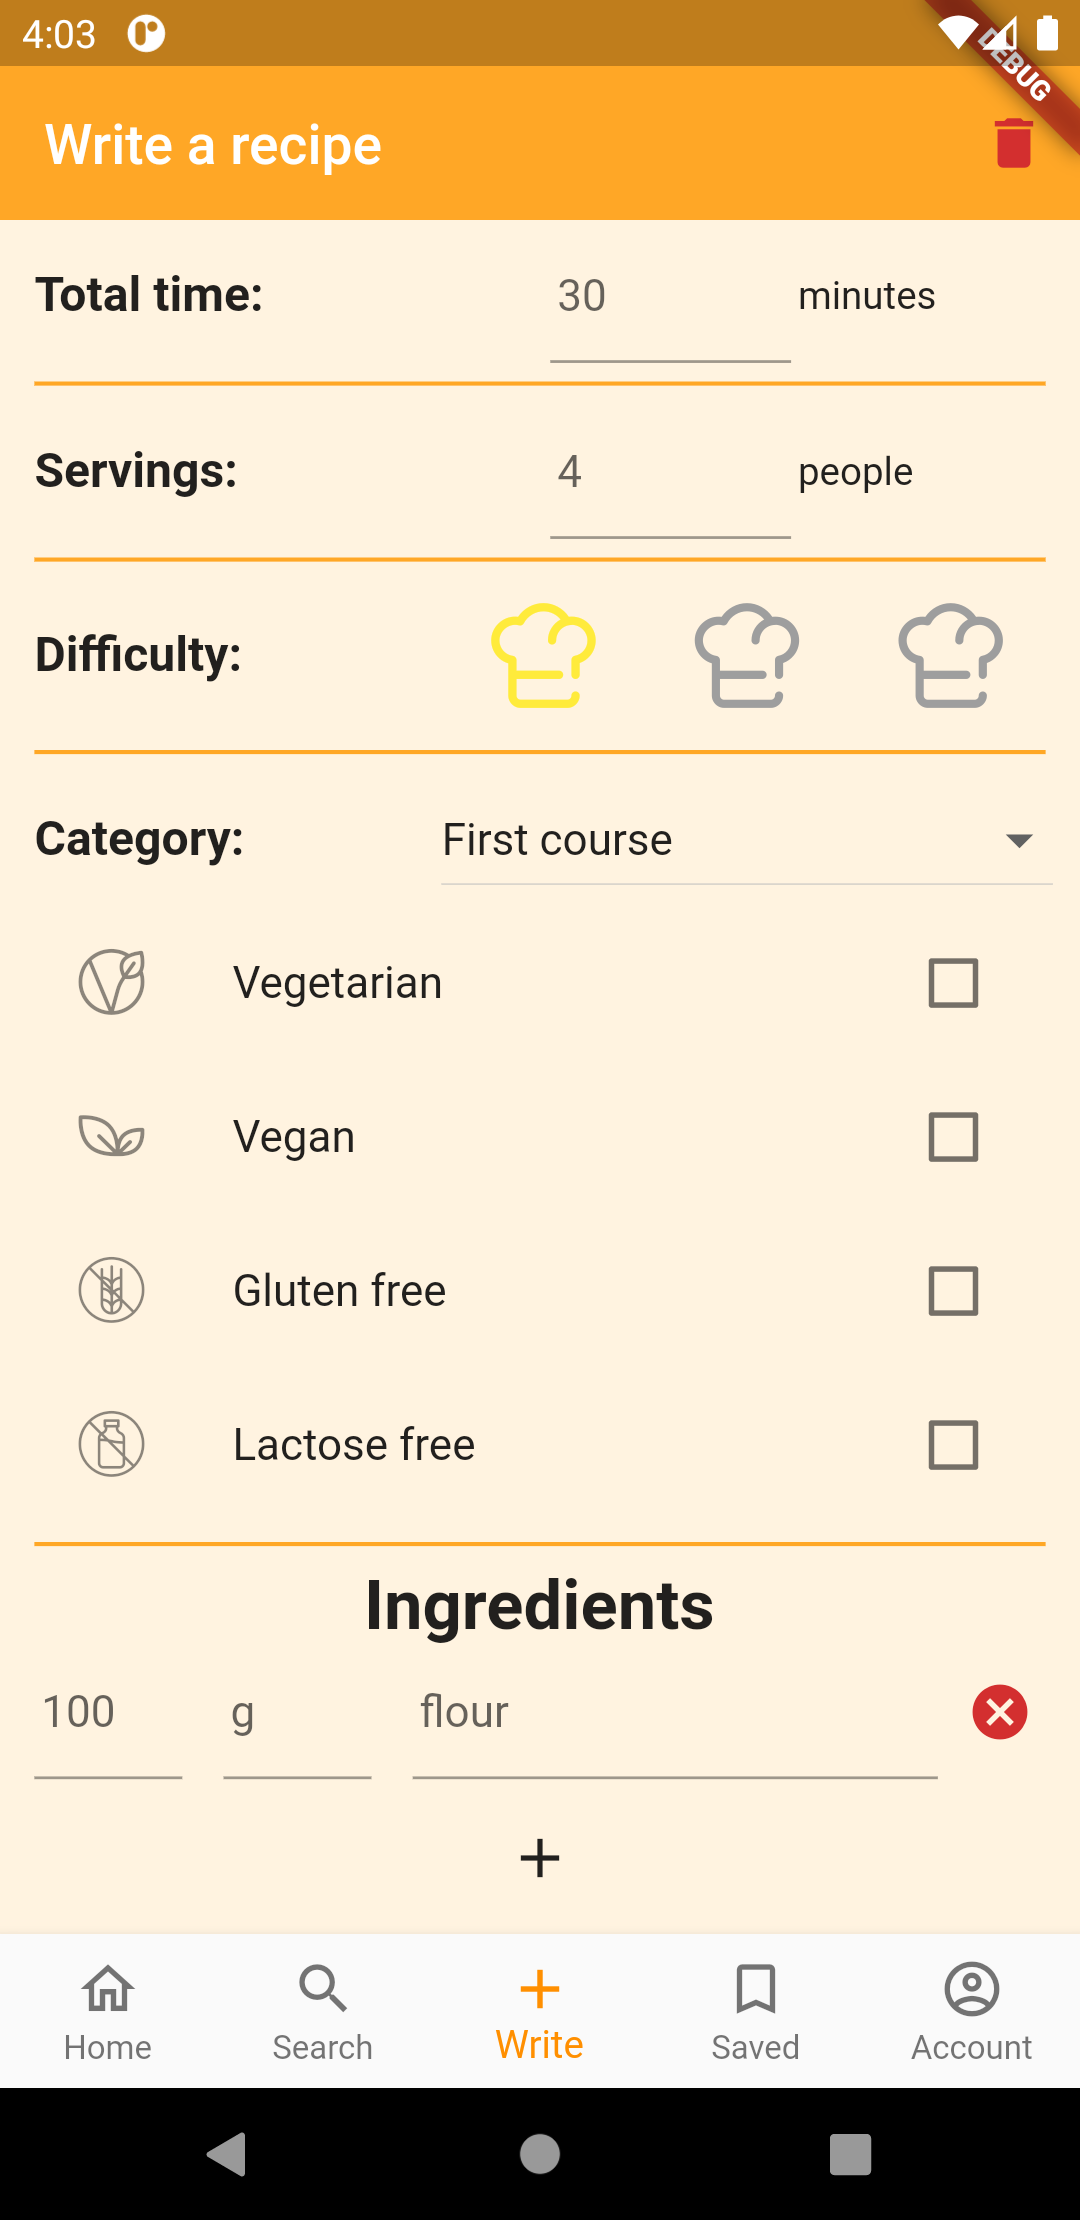 4:03
DEBUG
Write a recipe
Total time: 30 minutes
Servings: 4 people
Difficulty:
Category: First course
Vegetarian
Vegan
Gluten free
Lactose free
Ingredients
100 g flour
Home Search Write Saved Account